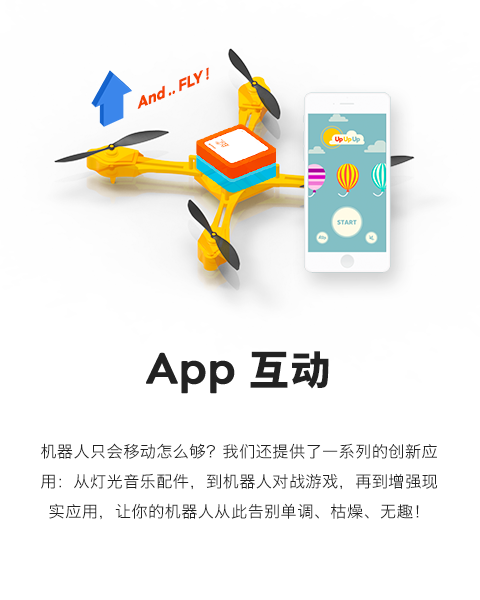 And .. FLY !
Up Up Up
START
App 互动
机器人只会移动怎么够？我们还提供了一系列的创新应
用：从灯光音乐配件，到机器人对战游戏，再到增强现
实应用，让你的机器人从此告别单调、枯燥、无趣！